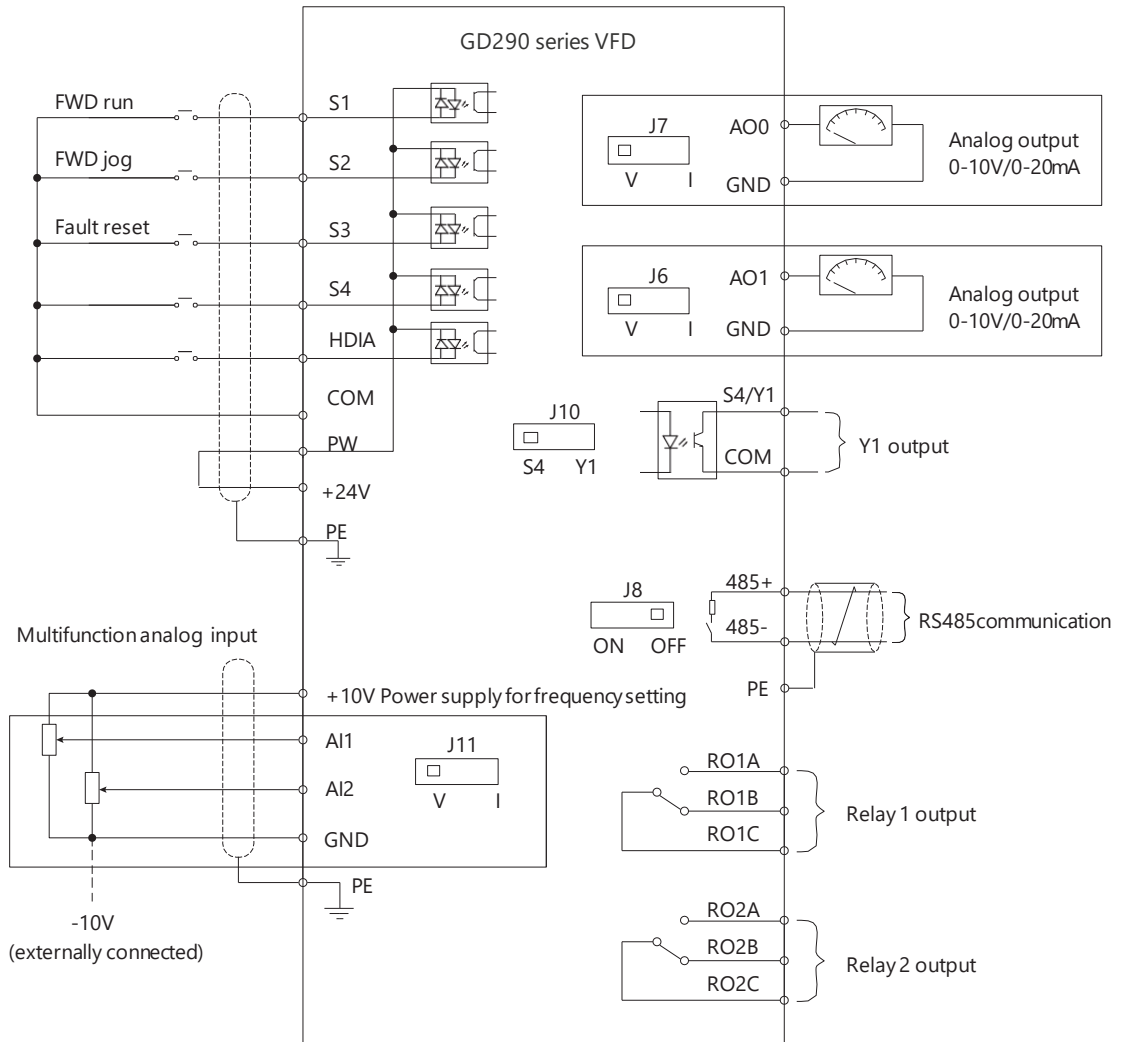 GD290 series VFD
FWD run
S1
FWD jog
S2
Fault reset
S3
S4
HDIA
COM
PW
+24V
PE
J7
V I
AO0
GND
Analog output
0-10V/0-20mA
J6
V I
AO1
GND
Analog output
0-10V/0-20mA
J10
S4 Y1
S4/Y1
COM
Y1 output
J8
ON OFF
485+
485-
PE
RS485communication
Multifunction analog input
+10V Power supply for frequency setting
AI1
AI2
GND
J11
V I
PE
-10V
(externally connected)
RO1A
RO1B
RO1C
Relay 1 output
RO2A
RO2B
RO2C
Relay 2 output